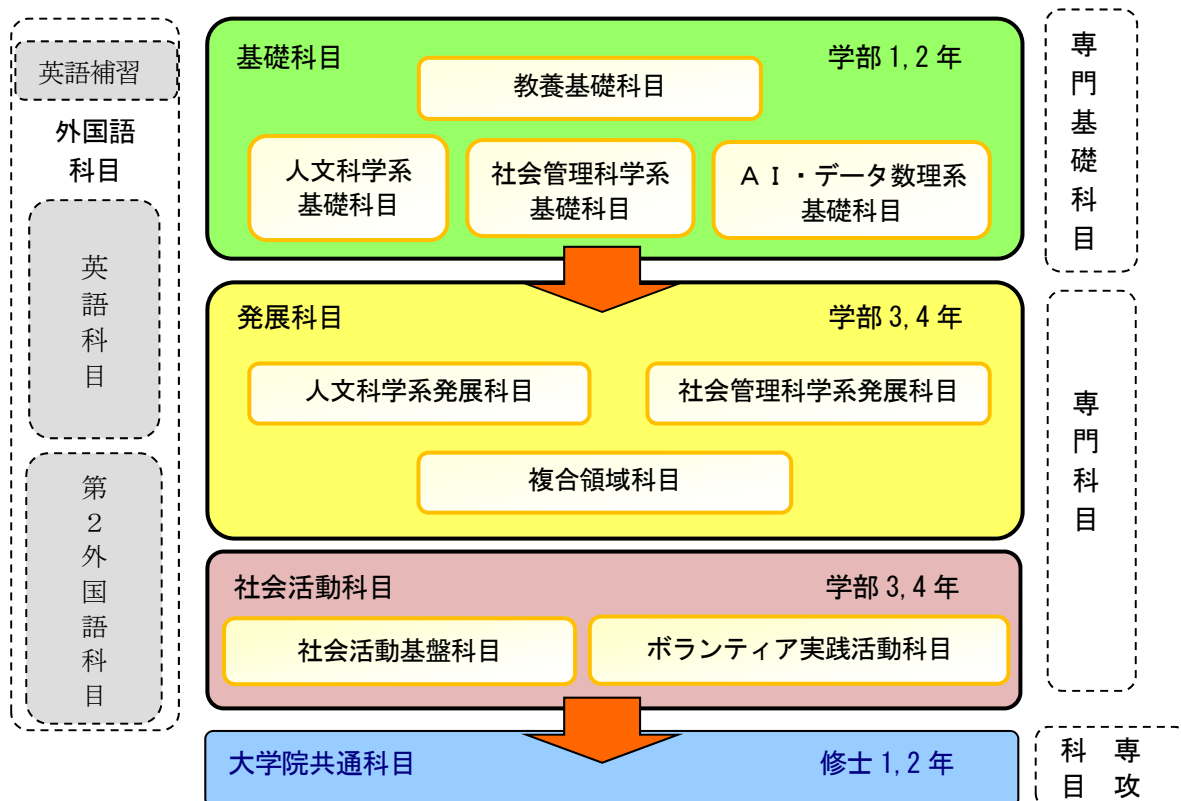 英語補習
外国語
科目
英語科目
第２外国語科目
基礎科目 学部 1,2 年
教養基礎科目
人文科学系
基礎科目
社会管理科学系
基礎科目
ＡＩ・データ数理系
基礎科目
発展科目 学部 3,4 年
人文科学系発展科目
社会管理科学系発展科目
複合領域科目
社会活動科目 学部 3,4 年
社会活動基盤科目
ボランティア実践活動科目
大学院共通科目 修士 1,2 年
専門基礎科目
専門科目
専攻
科目